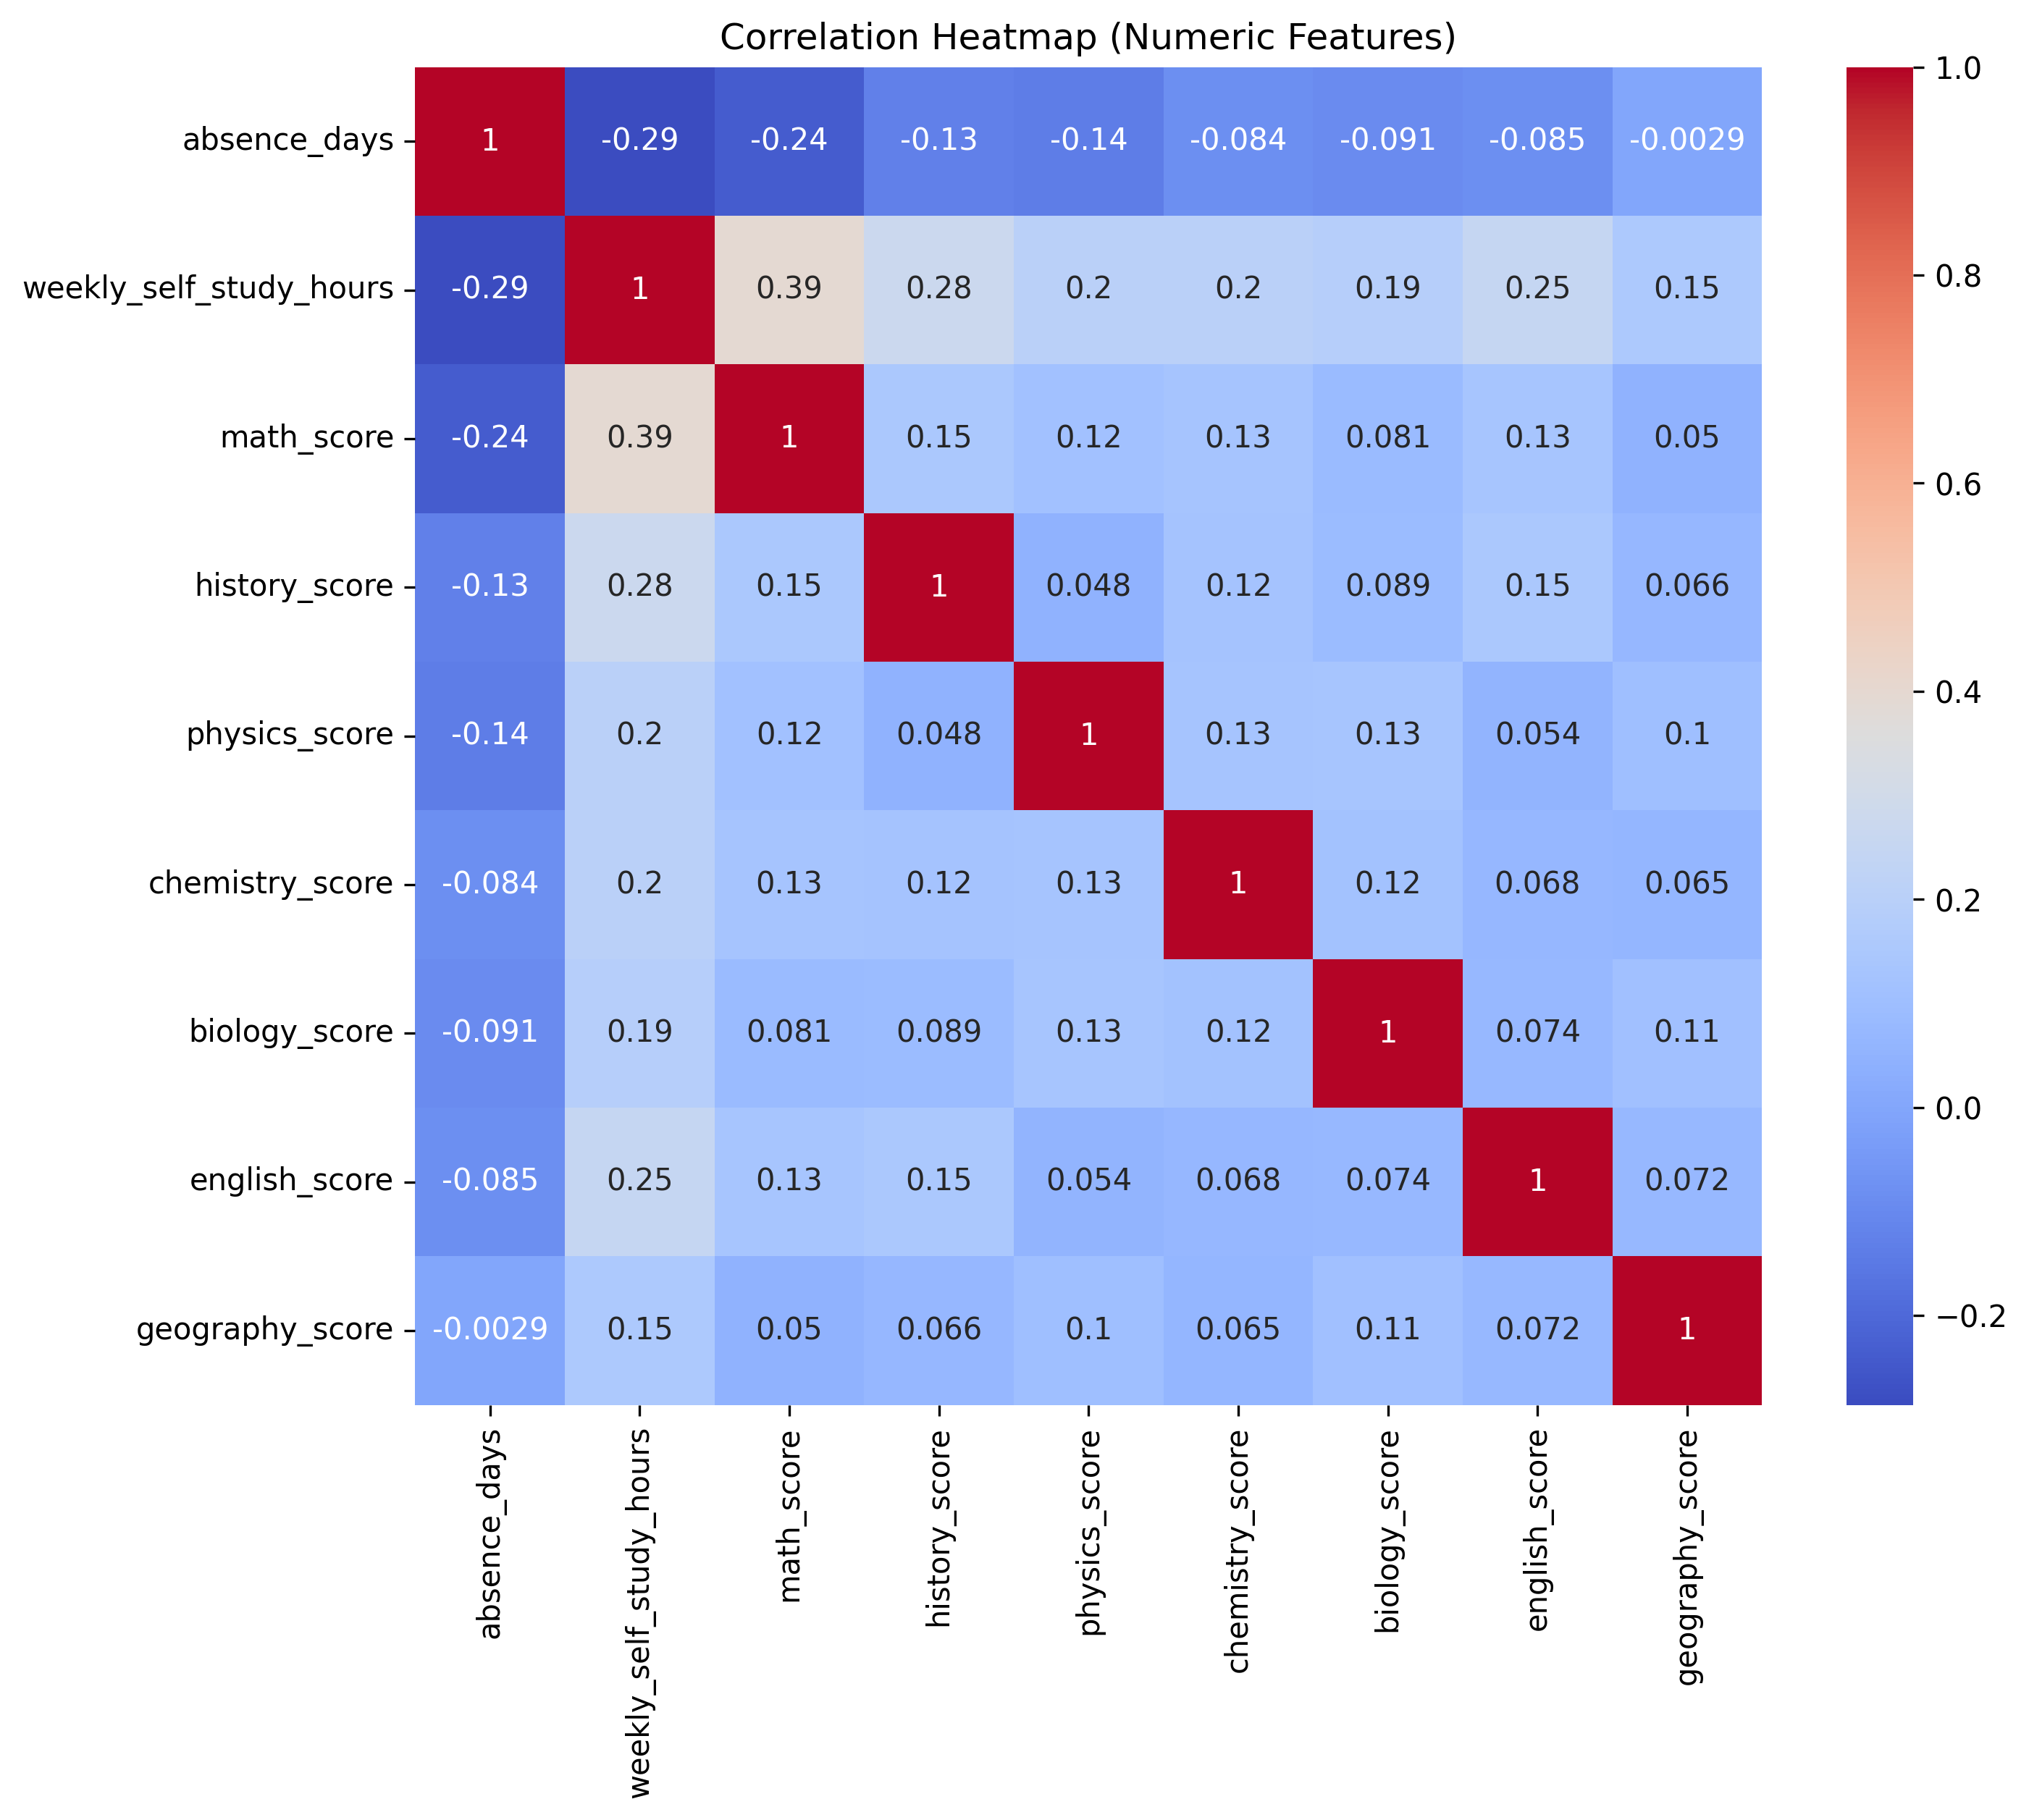 Correlation Heatmap (Numeric Features)
absence_days 1 -0.29 -0.24 -0.13 -0.14 -0.084 -0.091 -0.085 -0.0029
weekly_self_study_hours -0.29 1 0.39 0.28 0.2 0.2 0.19 0.25 0.15
math_score -0.24 0.39 1 0.15 0.12 0.13 0.081 0.13 0.05
history_score -0.13 0.28 0.15 1 0.048 0.12 0.089 0.15 0.066
physics_score -0.14 0.2 0.12 0.048 1 0.13 0.13 0.054 0.1
chemistry_score -0.084 0.2 0.13 0.12 0.13 1 0.12 0.068 0.065
biology_score -0.091 0.19 0.081 0.089 0.13 0.12 1 0.074 0.11
english_score -0.085 0.25 0.13 0.15 0.054 0.068 0.074 1 0.072
geography_score -0.0029 0.15 0.05 0.066 0.1 0.065 0.11 0.072 1
absence_days
weekly_self_study_hours
math_score
history_score
physics_score
chemistry_score
biology_score
english_score
geography_score
1.0
0.8
0.6
0.4
0.2
0.0
−0.2